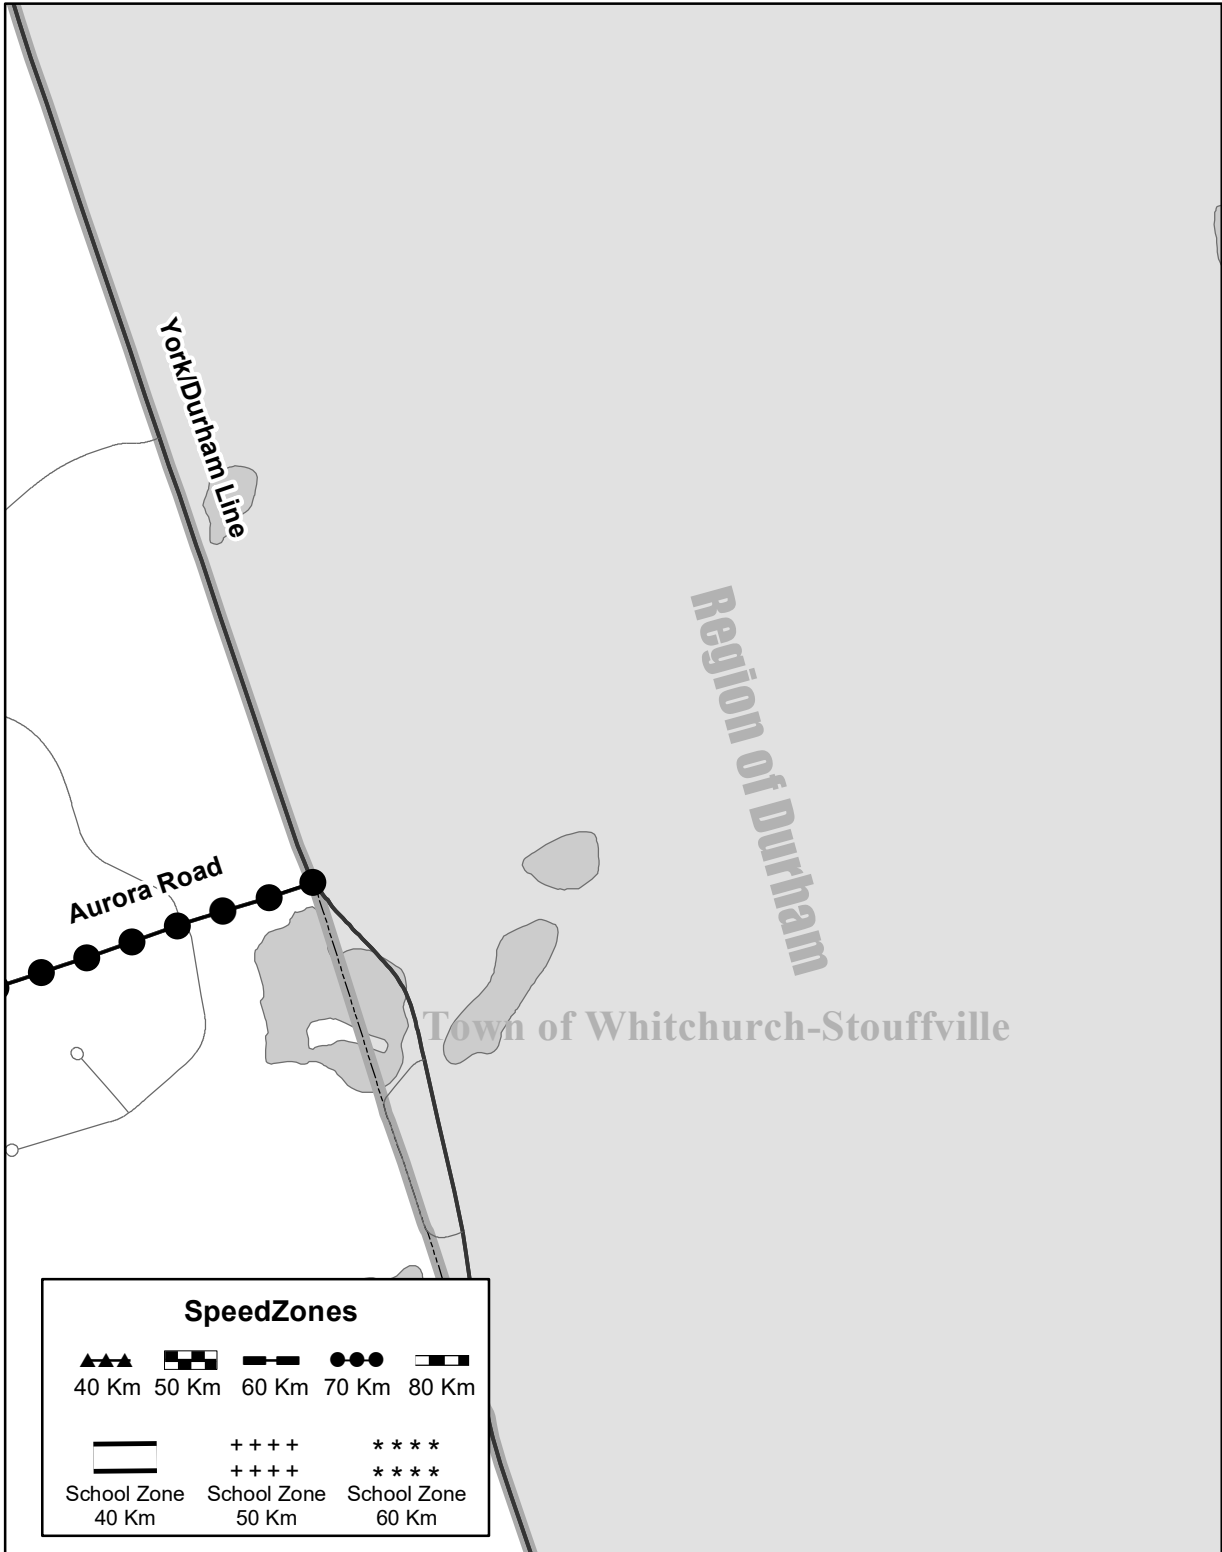 York/Durham Line
Region of Durham
Aurora Road
Town of Whitchurch-Stouffville
SpeedZones
40 Km 50 Km 60 Km 70 Km 80 Km
School Zone School Zone School Zone
40 Km 50 Km 60 Km